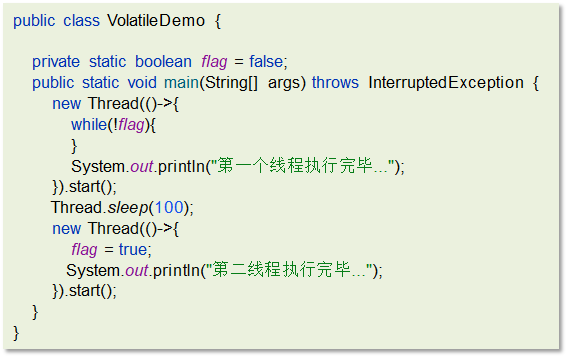 public class VolatileDemo {
private static boolean flag = false;
public static void main(String[] args) throws InterruptedException {
new Thread(()->{
while(!flag){
}
System.out.println("第一个线程执行完毕...");
}).start();
Thread.sleep(100);
new Thread(()->{
flag = true;
System.out.println("第二线程执行完毕...");
}).start();
}
}